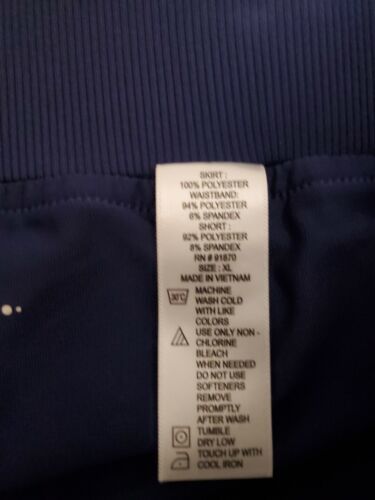 SKIRT :
100% POLYESTER
WAISTBAND:
94% POLYESTER
6% SPANDEX
SHORT :
92% POLYESTER
8% SPANDEX
RN # 91870
SIZE : XL
MADE IN VIETNAM
30°C MACHINE
WASH COLD
WITH LIKE
COLORS
USE ONLY NON -
CHLORINE
BLEACH
WHEN NEEDED
DO NOT USE
SOFTENERS
REMOVE
PROMPTLY
AFTER WASH
TUMBLE
DRY LOW
TOUCH UP WITH
COOL IRON